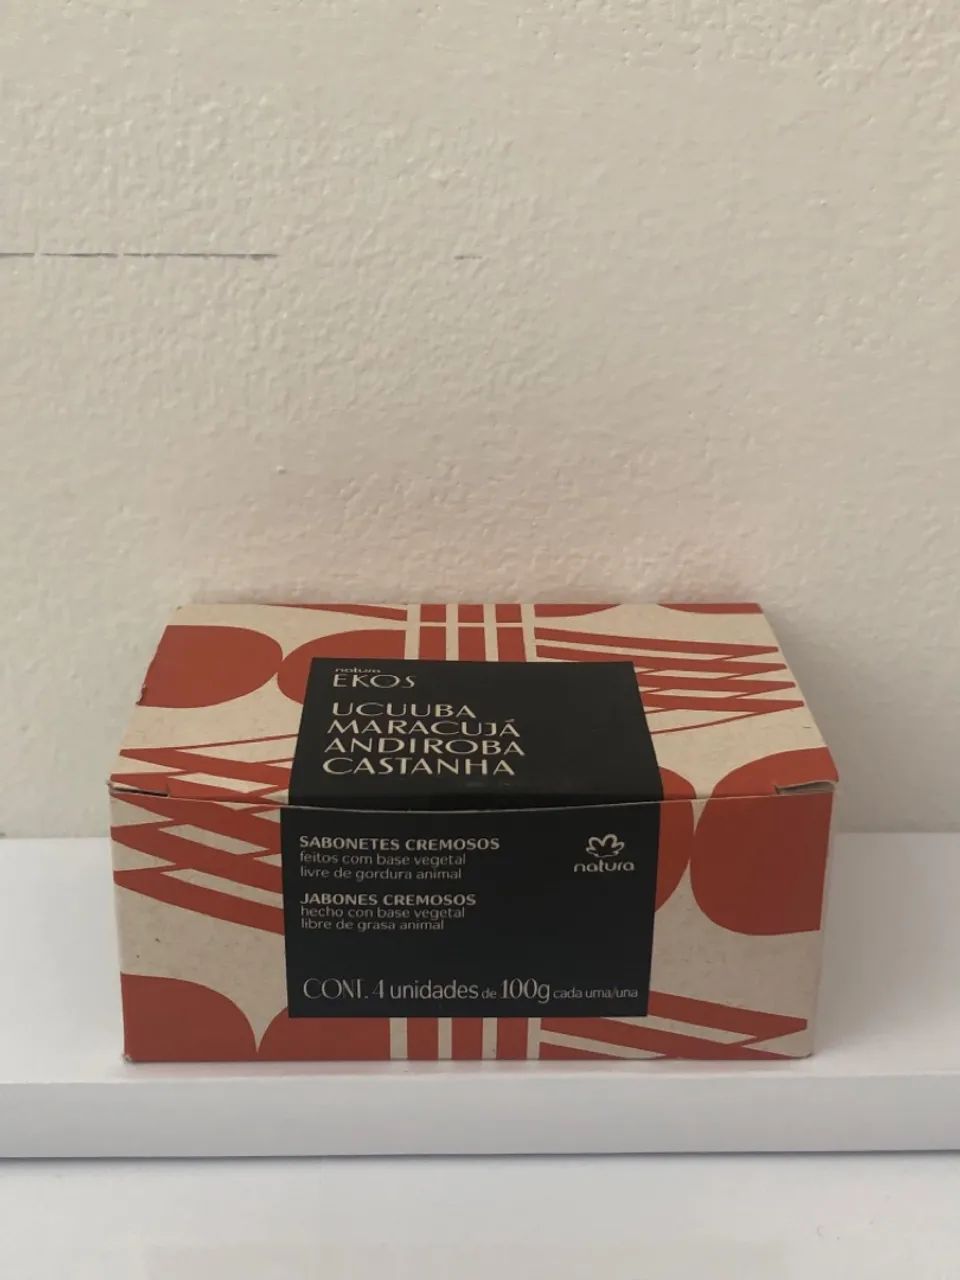 natura
EKOS
UCUUBA
MARACUJÁ
ANDIROBA
CASTANHA
SABONETES CREMOSOS
feitos com base vegetal
livre de gordura animal
natura
JABONES CREMOSOS
hecho con base vegetal
libre de grasa animal
CONT. 4 unidades de 100g cada uma/una